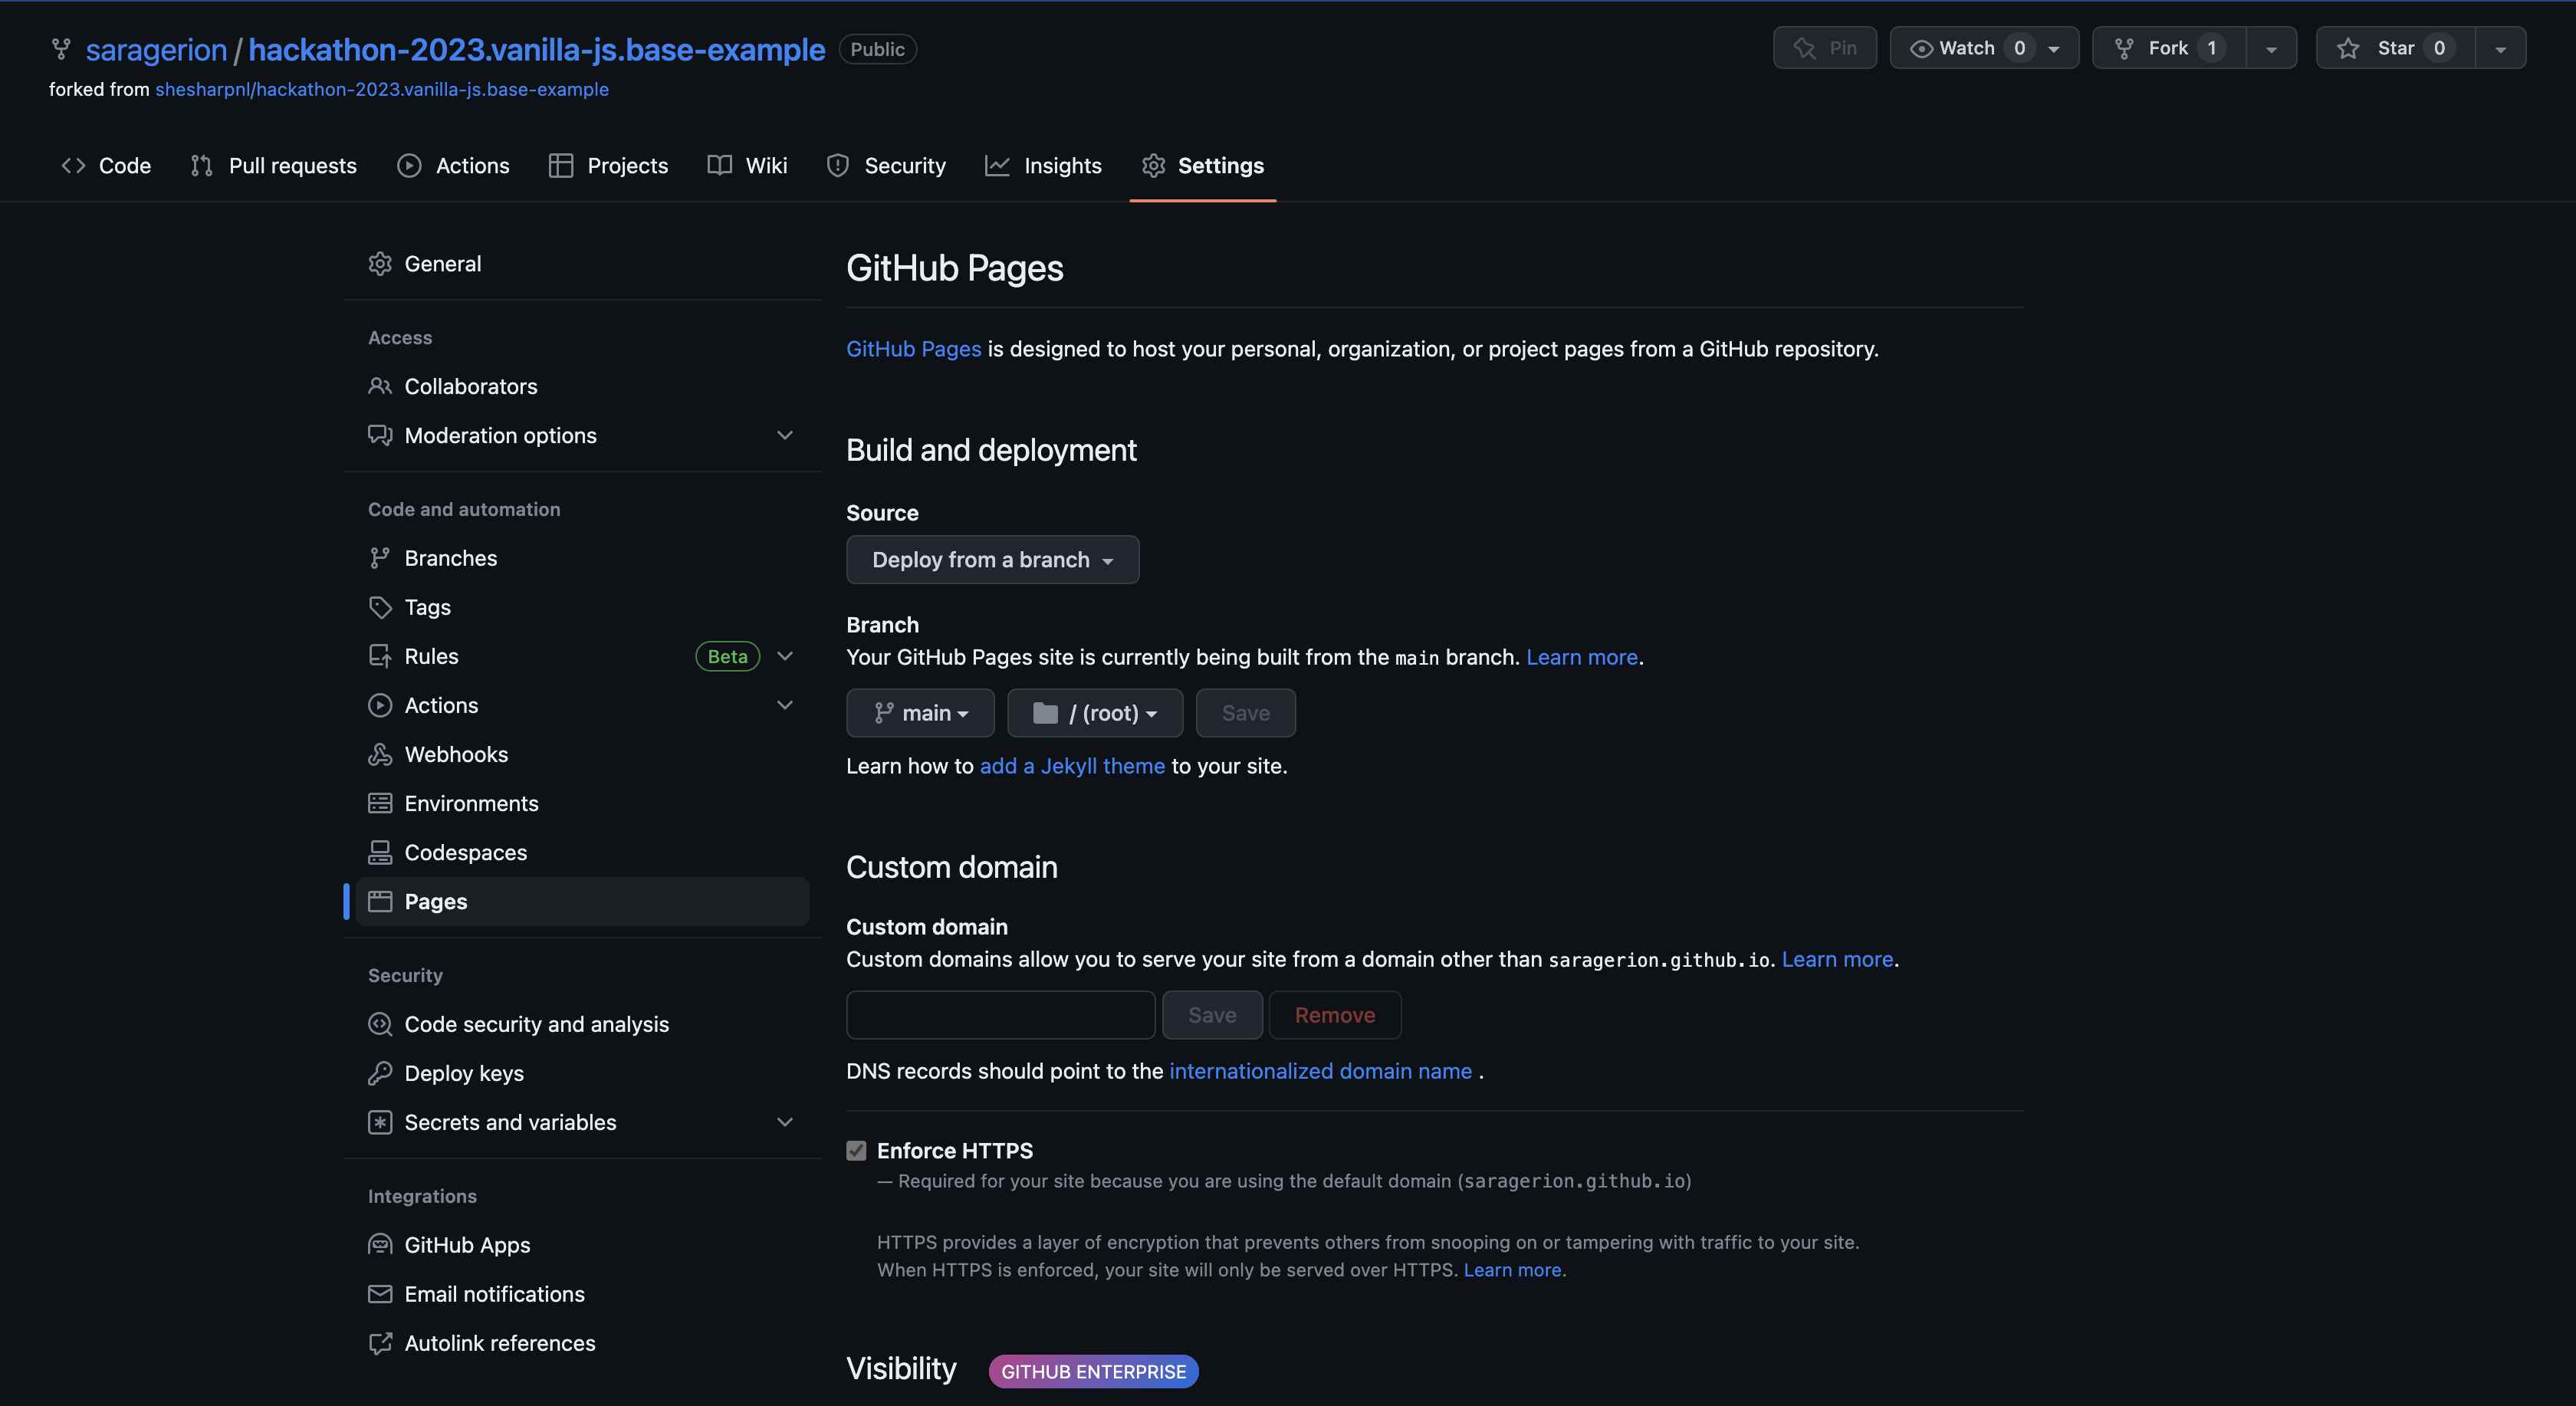 saragerion / hackathon-2023.vanilla-js.base-example Public
Pin Watch 0 Fork 1 Star 0
forked from shesharpnl/hackathon-2023.vanilla-js.base-example
Code Pull requests Actions Projects Wiki Security Insights Settings
General
Access
Collaborators
Moderation options
Code and automation
Branches
Tags
Rules Beta
Actions
Webhooks
Environments
Codespaces
Pages
Security
Code security and analysis
Deploy keys
Secrets and variables
Integrations
GitHub Apps
Email notifications
Autolink references
GitHub Pages
GitHub Pages is designed to host your personal, organization, or project pages from a GitHub repository.
Build and deployment
Source
Deploy from a branch
Branch
Your GitHub Pages site is currently being built from the main branch. Learn more.
main / (root) Save
Learn how to add a Jekyll theme to your site.
Custom domain
Custom domain
Custom domains allow you to serve your site from a domain other than saragerion.github.io. Learn more.
Save Remove
DNS records should point to the internationalized domain name .
Enforce HTTPS
— Required for your site because you are using the default domain (saragerion.github.io)
HTTPS provides a layer of encryption that prevents others from snooping on or tampering with traffic to your site.
When HTTPS is enforced, your site will only be served over HTTPS. Learn more.
Visibility GITHUB ENTERPRISE